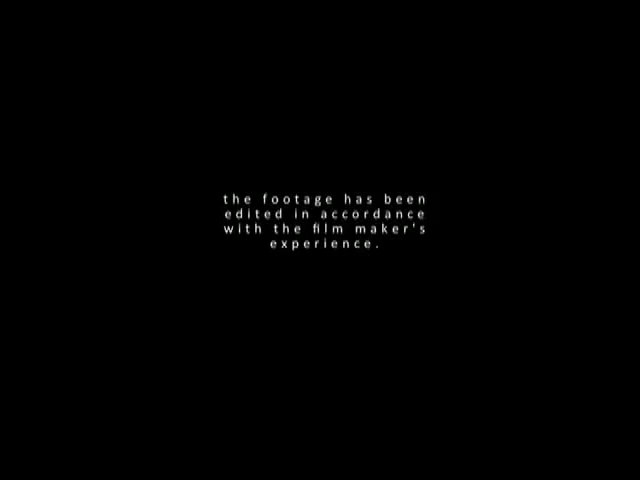 the footage has been
edited in accordance
with the film maker's
experience.